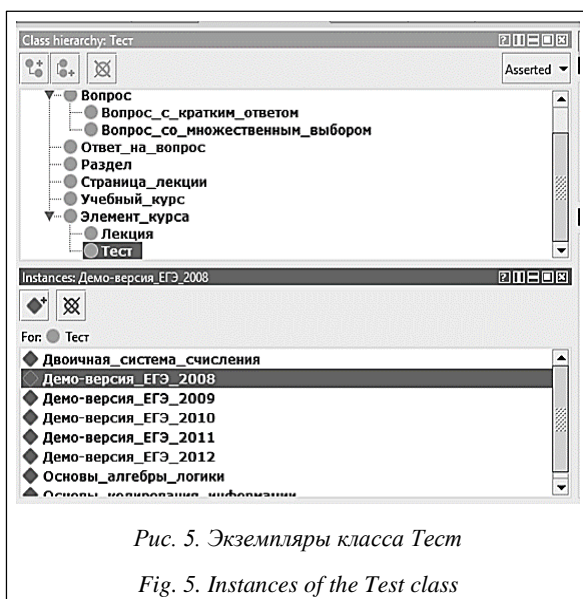 Class hierarchy: Тест
Asserted
Вопрос
Вопрос_с_кратким_ответом
Вопрос_со_множественным_выбором
Ответ_на_вопрос
Раздел
Страница_лекции
Учебный_курс
Элемент_курса
Лекция
Тест
Instances: Демо-версия_ЕГЭ_2008
For: Тест
Двоичная_система_счисления
Демо-версия_ЕГЭ_2008
Демо-версия_ЕГЭ_2009
Демо-версия_ЕГЭ_2010
Демо-версия_ЕГЭ_2011
Демо-версия_ЕГЭ_2012
Основы_алгебры_логики
Основы_кодирования_информации
Рис. 5. Экземпляры класса Тест
Fig. 5. Instances of the Test class